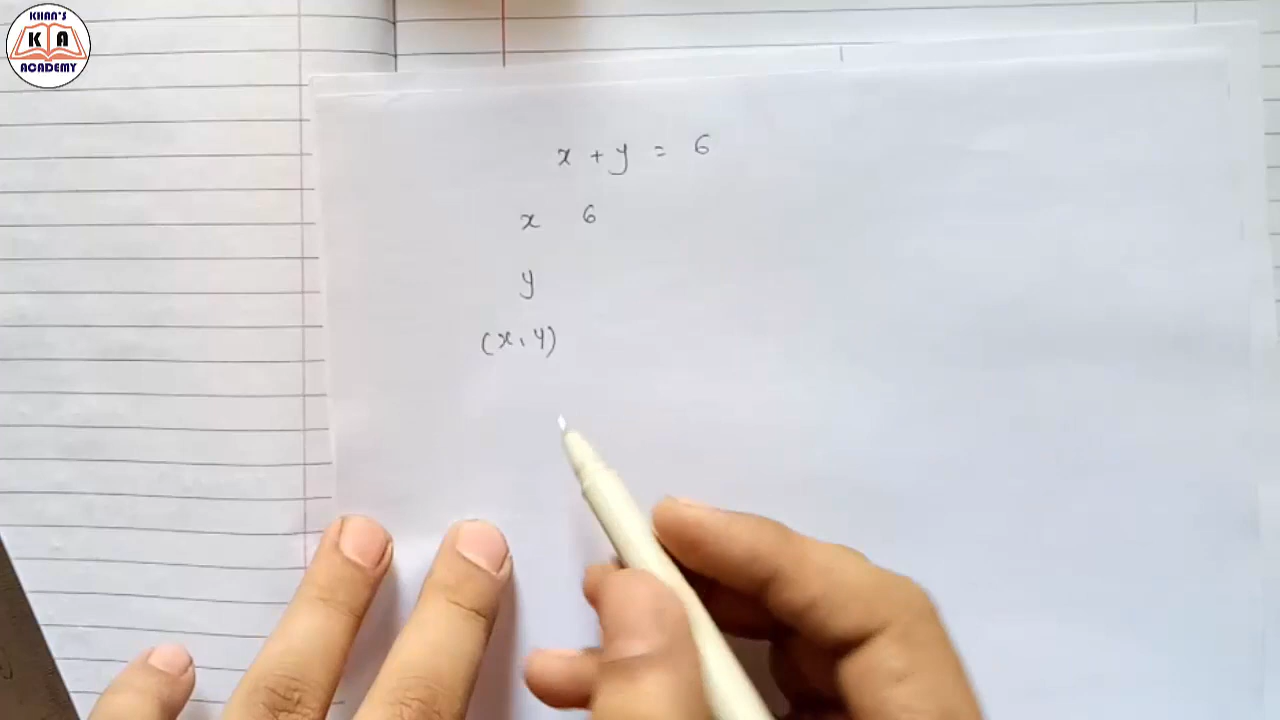 KHAN'S
K A
ACADEMY
x + y = 6
x 6
y
(x, y)